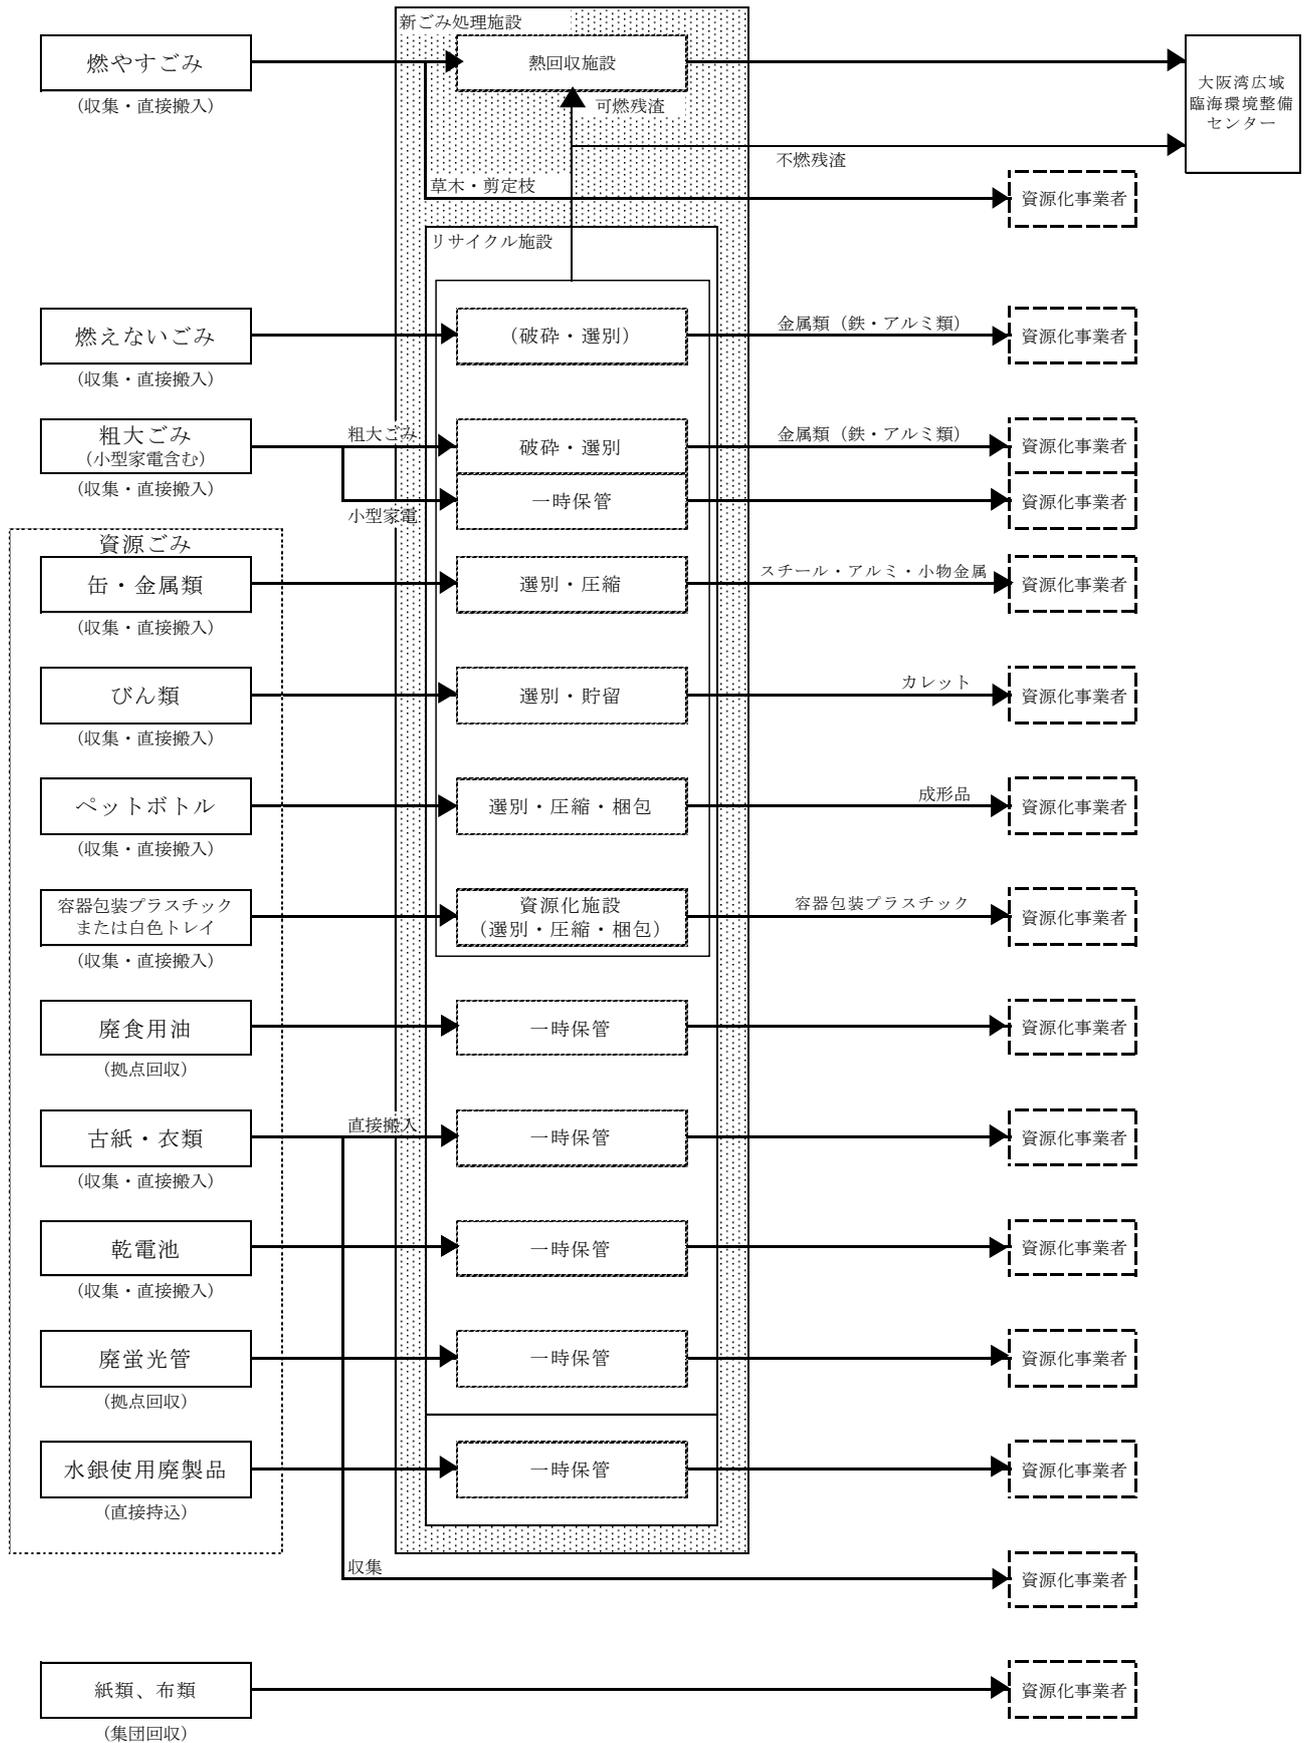 新ごみ処理施設
燃やすごみ
(収集・直接搬入)
熱回収施設
可燃残渣
大阪湾広域
臨海環境整備
センター
不燃残渣
草木・剪定枝
資源化事業者
リサイクル施設
燃えないごみ
(収集・直接搬入)
(破砕・選別)
金属類(鉄・アルミ類)
資源化事業者
粗大ごみ
(小型家電含む)
(収集・直接搬入)
粗大ごみ
破砕・選別
金属類(鉄・アルミ類)
資源化事業者
小型家電
一時保管
資源化事業者
資源ごみ
缶・金属類
(収集・直接搬入)
選別・圧縮
スチール・アルミ・小物金属
資源化事業者
びん類
(収集・直接搬入)
選別・貯留
カレット
資源化事業者
ペットボトル
(収集・直接搬入)
選別・圧縮・梱包
成形品
資源化事業者
容器包装プラスチック
または白色トレイ
(収集・直接搬入)
資源化施設
(選別・圧縮・梱包)
容器包装プラスチック
資源化事業者
廃食用油
(拠点回収)
一時保管
資源化事業者
古紙・衣類
(収集・直接搬入)
直接搬入
一時保管
資源化事業者
乾電池
(収集・直接搬入)
一時保管
資源化事業者
廃蛍光管
(拠点回収)
一時保管
資源化事業者
水銀使用廃製品
(直接持込)
一時保管
資源化事業者
収集
資源化事業者
紙類、布類
(集団回収)
資源化事業者